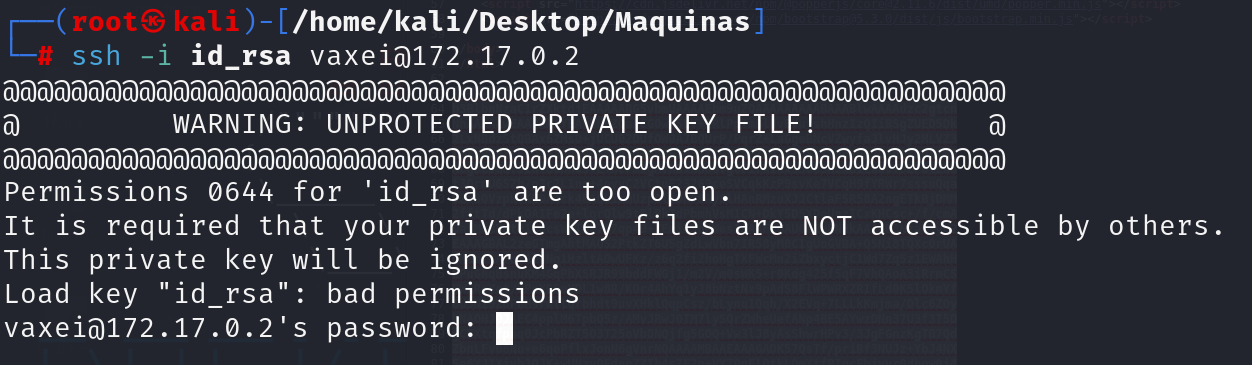 (root㉿kali)-[/home/kali/Desktop/Maquinas]
# ssh -i id_rsa vaxei@172.17.0.2
@@@@@@@@@@@@@@@@@@@@@@@@@@@@@@@@@@@@@@@@@@@@@@@@@@@@@@@@@@@
@         WARNING: UNPROTECTED PRIVATE KEY FILE!          @
@@@@@@@@@@@@@@@@@@@@@@@@@@@@@@@@@@@@@@@@@@@@@@@@@@@@@@@@@@@
Permissions 0644 for 'id_rsa' are too open.
It is required that your private key files are NOT accessible by others.
This private key will be ignored.
Load key "id_rsa": bad permissions
vaxei@172.17.0.2's password: